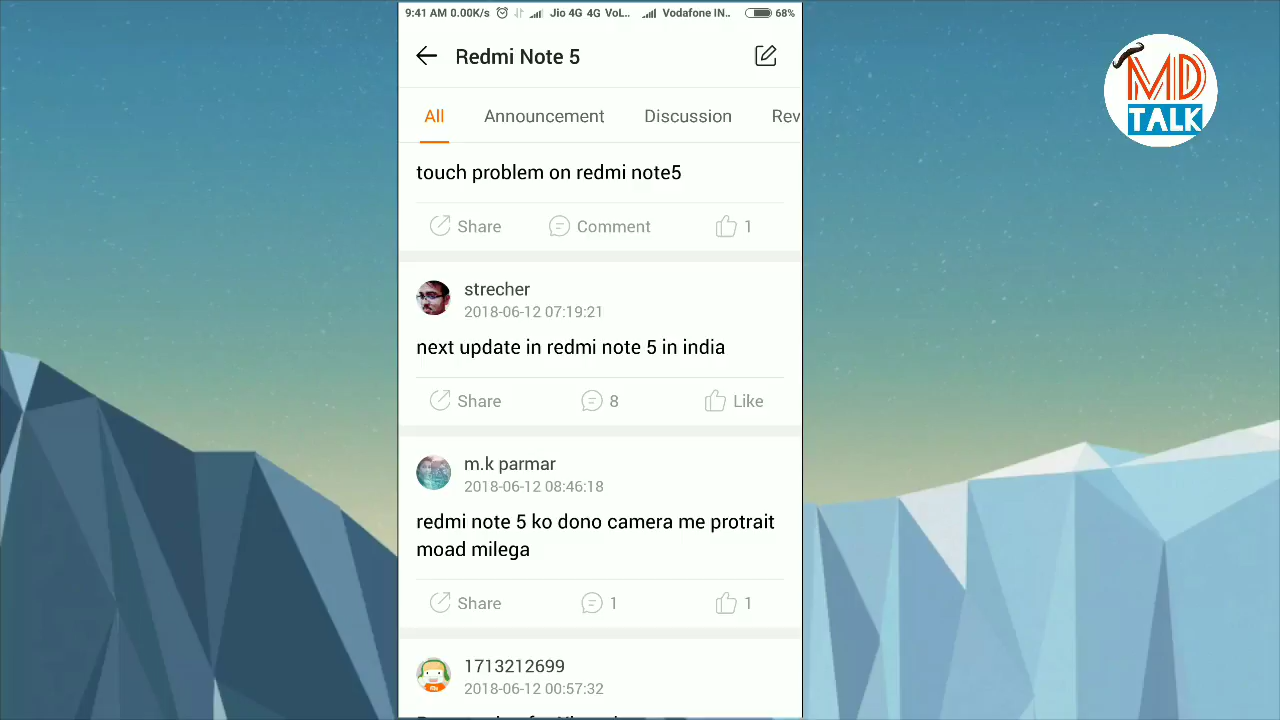 9:41 AM 0.00K/s Jio 4G 4G VoL... Vodafone IN... 68%
Redmi Note 5
All Announcement Discussion Rev
touch problem on redmi note5
Share Comment 1
strecher
2018-06-12 07:19:21
next update in redmi note 5 in india
Share 8 Like
m.k parmar
2018-06-12 08:46:18
redmi note 5 ko dono camera me protrait
moad milega
Share 1 1
1713212699
2018-06-12 00:57:32
MD
TALK